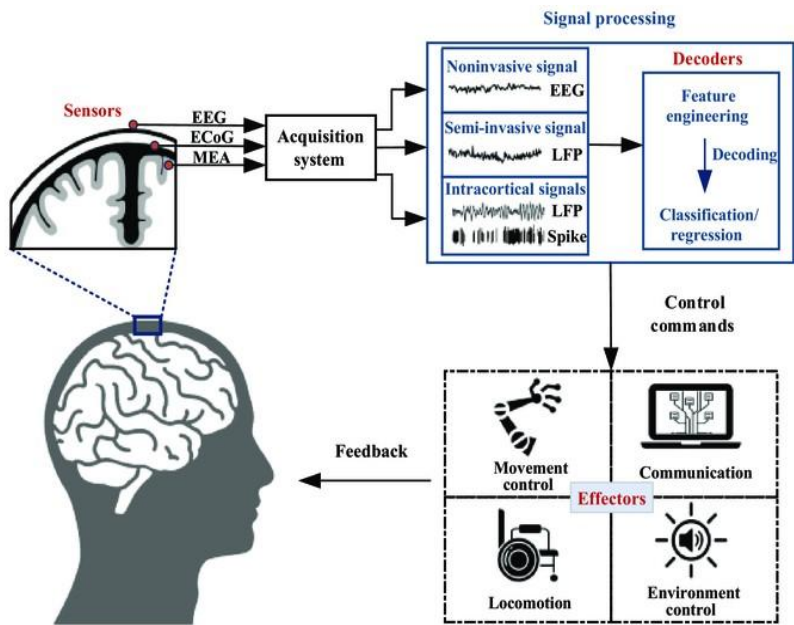 Signal processing
Sensors
EEG
ECoG
MEA
Acquisition
system
Noninvasive signal
EEG
Semi-invasive signal
LFP
Intracortical signals
LFP
Spike
Decoders
Feature
engineering
Decoding
Classification/
regression
Control
commands
Feedback
Movement
control
Communication
Effectors
Locomotion
Environment
control